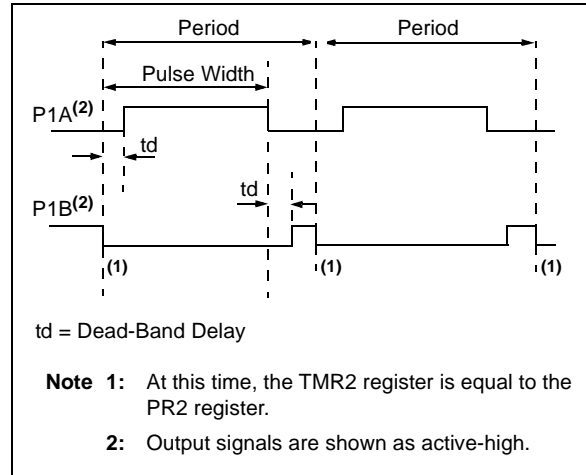 Period Period
Pulse Width
P1A(2)
td
td
P1B(2)
(1) (1) (1)
td = Dead-Band Delay
Note 1: At this time, the TMR2 register is equal to the
PR2 register.
2: Output signals are shown as active-high.